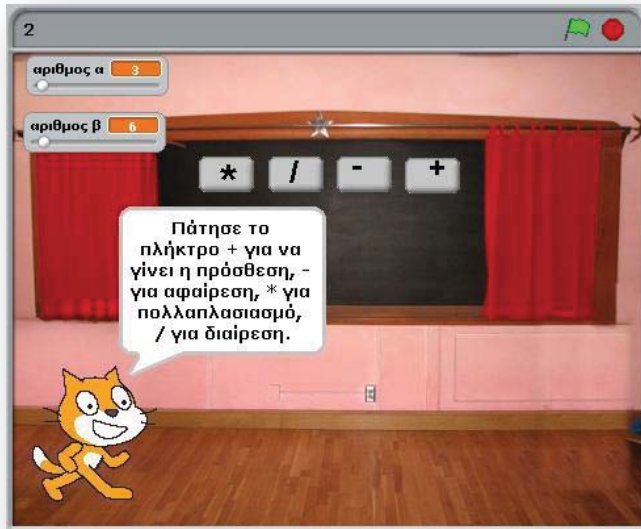 2
αριθμος α 3
αριθμος β 6
* / - +
Πάτησε το
πλήκτρο + για να
γίνει η πρόσθεση, -
για αφαίρεση, * για
πολλαπλασιασμό,
/ για διαίρεση.